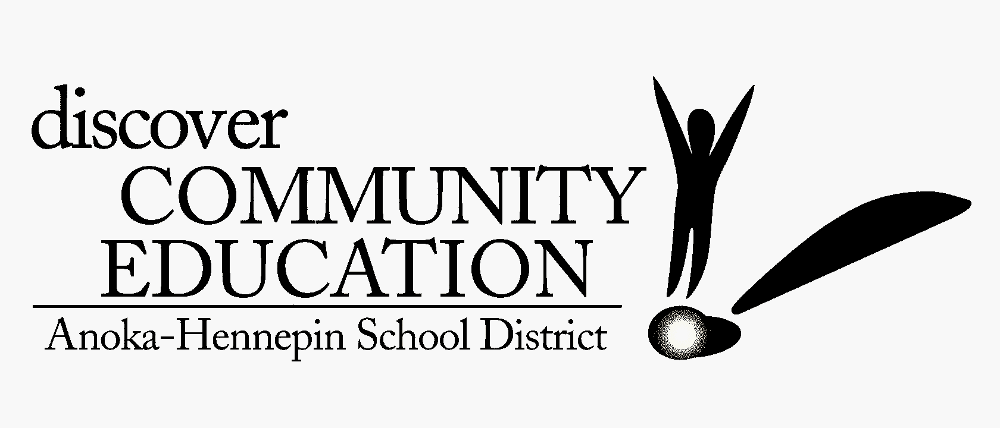 discover
COMMUNITY
EDUCATION
Anoka-Hennepin School District